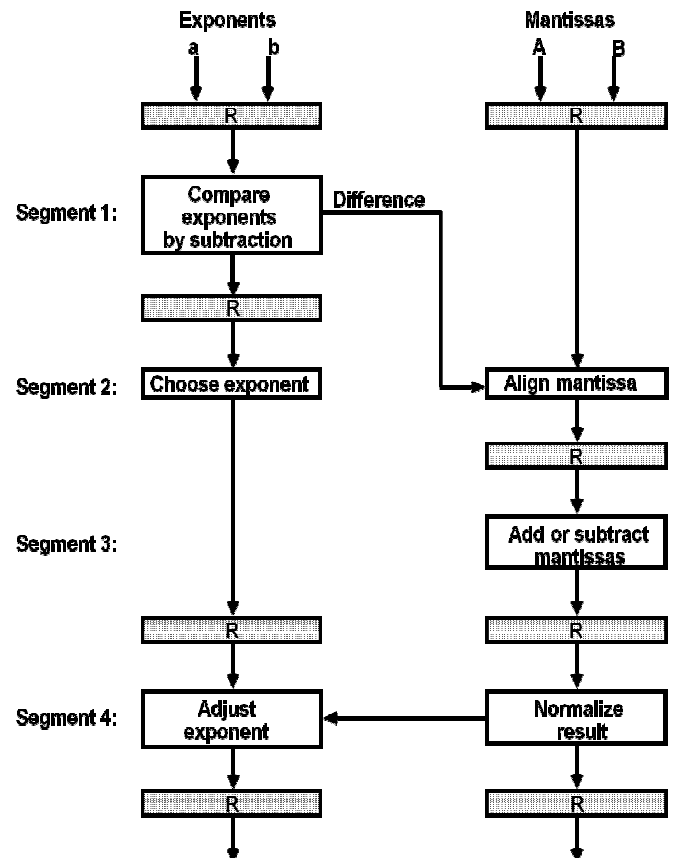 Exponents
a b
Mantissas
A B
R
R
Segment 1:
Compare
exponents
by subtraction
Difference
R
Segment 2:
Choose exponent
Align mantissa
R
Segment 3:
Add or subtract
mantissas
R
R
Segment 4:
Adjust
exponent
Normalize
result
R
R